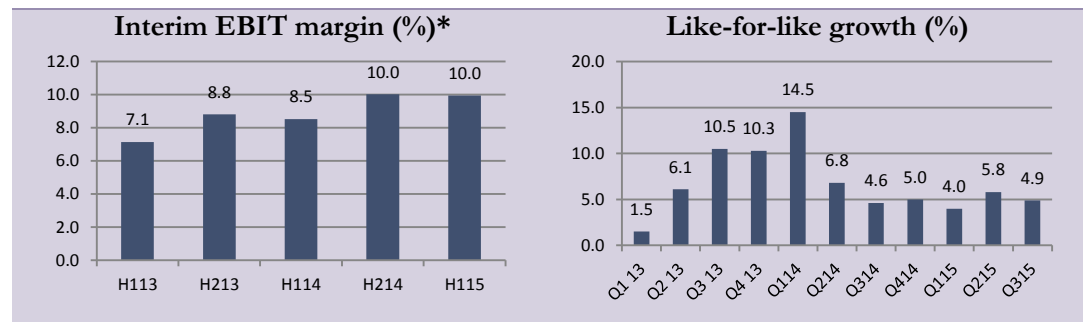 Interim EBIT margin (%)*
12.0
10.0
8.0
6.0
4.0
2.0
0.0
7.1
8.8
8.5
10.0
10.0
H113
H213
H114
H214
H115
Like-for-like growth (%)
20.0
15.0
10.0
5.0
0.0
1.5
6.1
10.5
10.3
14.5
6.8
4.6
5.0
4.0
5.8
4.9
Q1 13
Q2 13
Q3 13
Q4 13
Q114
Q214
Q314
Q414
Q115
Q215
Q315